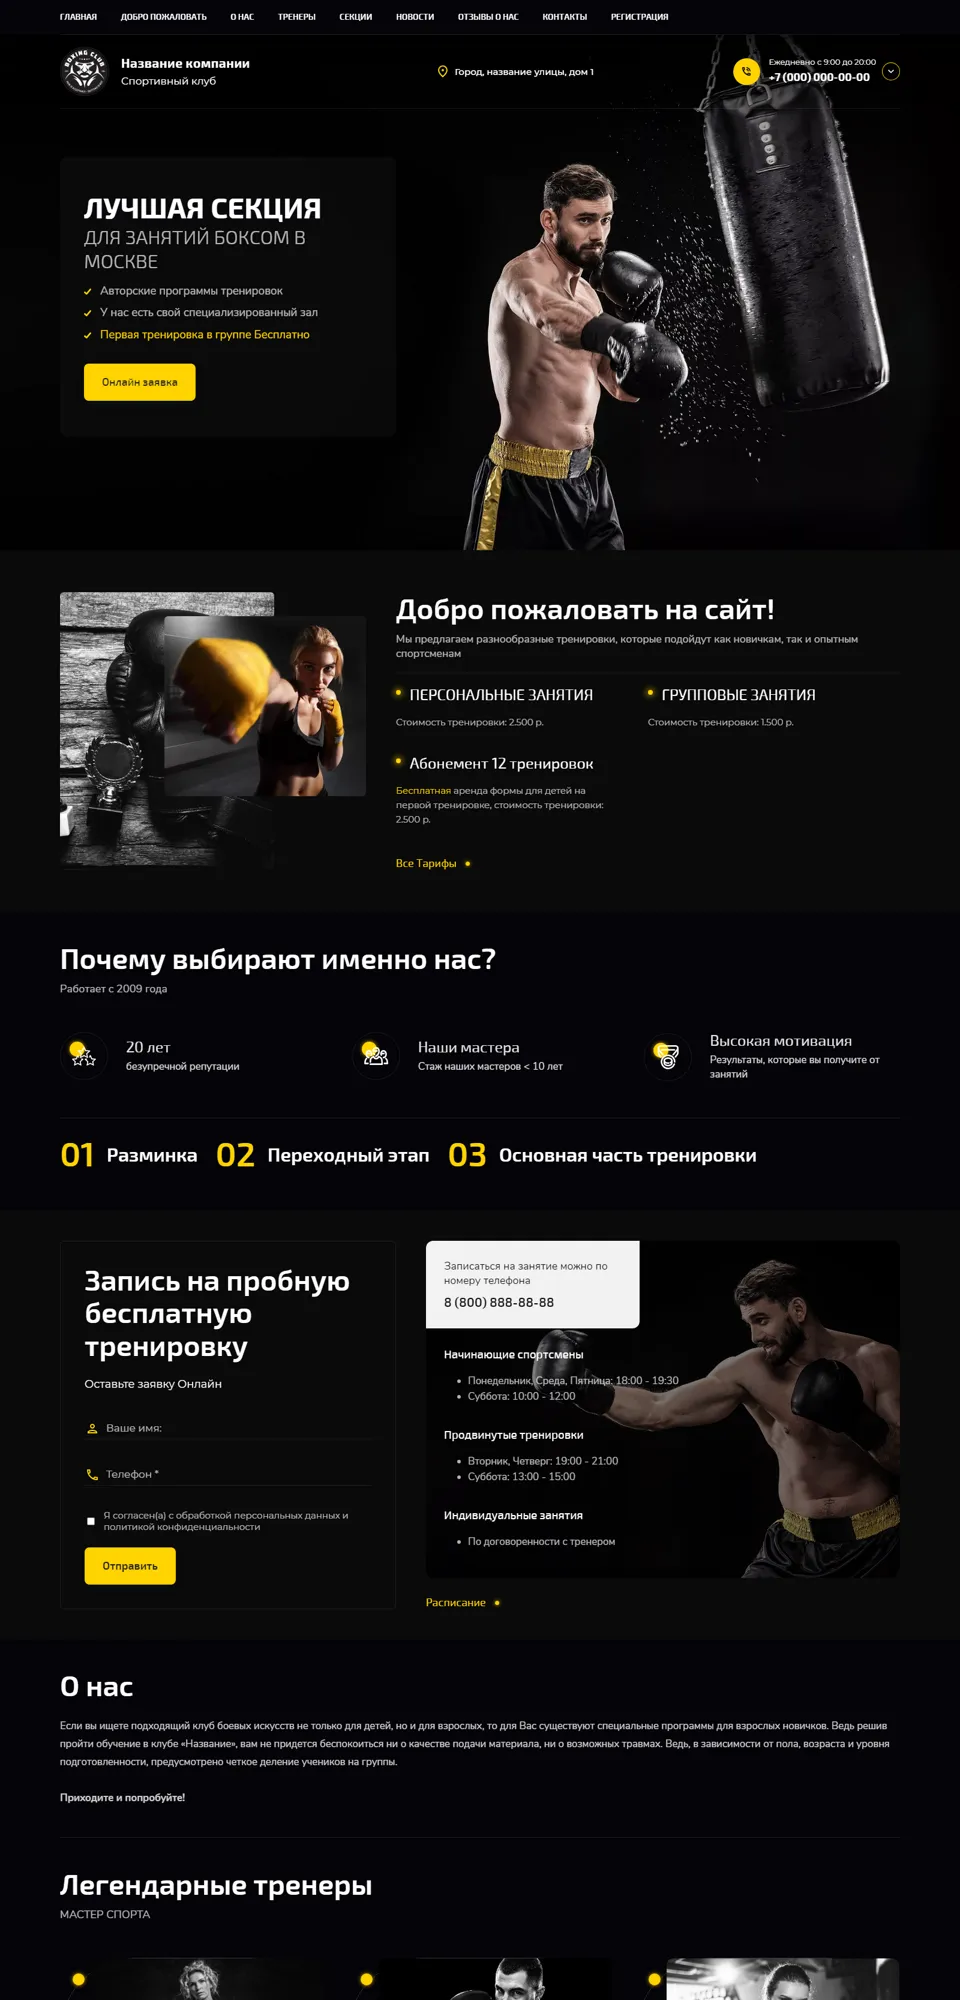 ГЛАВНАЯ ДОБРО ПОЖАЛОВАТЬ О НАС ТРЕНЕРЫ СЕКЦИИ НОВОСТИ ОТЗЫВЫ О НАС КОНТАКТЫ РЕГИСТРАЦИЯ
BOXING CLUB
Название компании
Спортивный клуб
Город, название улицы, дом 1
Ежедневно с 9:00 до 20:00
+7 (000) 000-00-00
ЛУЧШАЯ СЕКЦИЯ
ДЛЯ ЗАНЯТИЙ БОКСОМ В
МОСКВЕ
Авторские программы тренировок
У нас есть свой специализированный зал
Первая тренировка в группе Бесплатно
Онлайн заявка
Добро пожаловать на сайт!
Мы предлагаем разнообразные тренировки, которые подойдут как новичкам, так и опытным
спортсменам
ПЕРСОНАЛЬНЫЕ ЗАНЯТИЯ
Стоимость тренировки: 2.500 р.
ГРУППОВЫЕ ЗАНЯТИЯ
Стоимость тренировки: 1.500 р.
Абонемент 12 тренировок
Бесплатная аренда формы для детей на
первой тренировке, стоимость тренировки:
2.500 р.
Все Тарифы
Почему выбирают именно нас?
Работает с 2009 года
20 лет
безупречной репутации
Наши мастера
Стаж наших мастеров < 10 лет
Высокая мотивация
Результаты, которые вы получите от
занятий
01 Разминка 02 Переходный этап 03 Основная часть тренировки
Запись на пробную
бесплатную
тренировку
Оставьте заявку Онлайн
Ваше имя:
Телефон *
Я согласен(а) с обработкой персональных данных и
политикой конфиденциальности
Отправить
Записаться на занятие можно по
номеру телефона
8 (800) 888-88-88
Начинающие спортсмены
Понедельник, Среда, Пятница: 18:00 - 19:30
Суббота: 10:00 - 12:00
Продвинутые тренировки
Вторник, Четверг: 19:00 - 21:00
Суббота: 13:00 - 15:00
Индивидуальные занятия
По договоренности с тренером
Расписание
О нас
Если вы ищете подходящий клуб боевых искусств не только для детей, но и для взрослых, то для Вас существуют специальные программы для взрослых новичков. Ведь решив
пройти обучение в клубе «Название», вам не придется беспокоиться ни о качестве подачи материала, ни о возможных травмах. Ведь, в зависимости от пола, возраста и уровня
подготовленности, предусмотрено четкое деление учеников на группы.
Приходите и попробуйте!
Легендарные тренеры
МАСТЕР СПОРТА